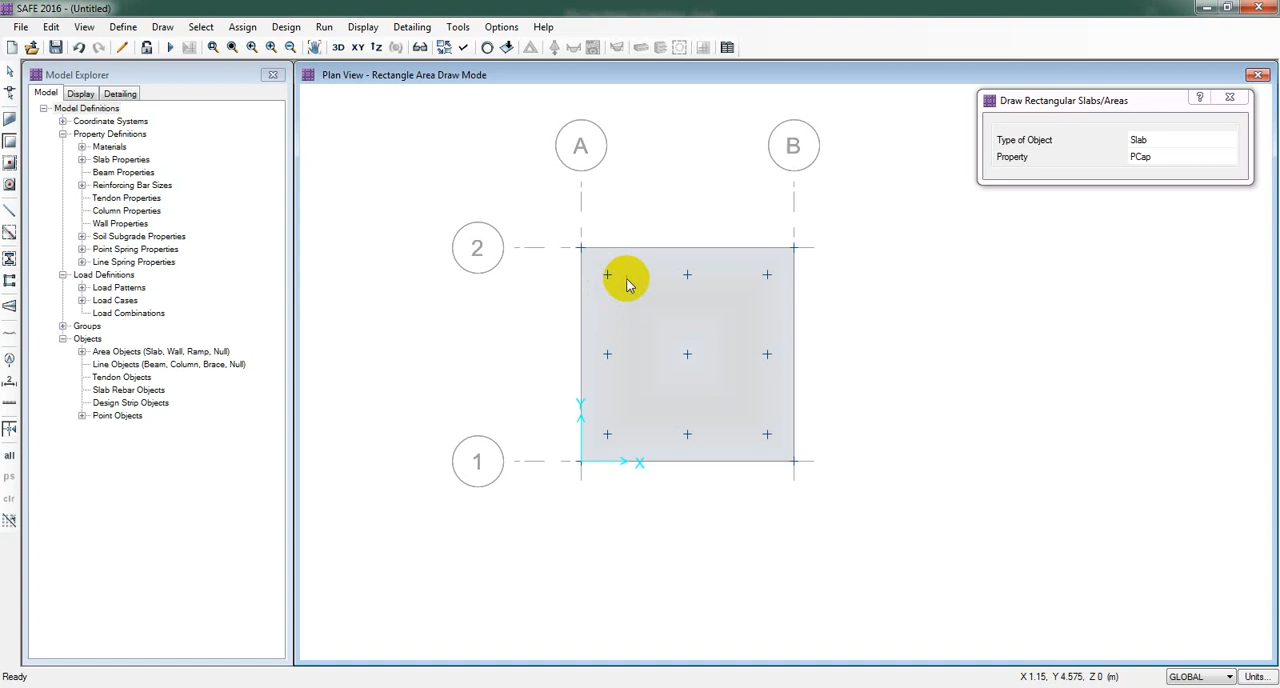 SAFE 2016 - (Untitled)
File Edit View Define Draw Select Assign Design Run Display Detailing Tools Options Help
3D XY
Model Explorer
Model Display Detailing
Model Definitions
Coordinate Systems
Property Definitions
Materials
Slab Properties
Beam Properties
Reinforcing Bar Sizes
Tendon Properties
Column Properties
Wall Properties
Soil Subgrade Properties
Point Spring Properties
Line Spring Properties
Load Definitions
Load Patterns
Load Cases
Load Combinations
Groups
Objects
Area Objects (Slab, Wall, Ramp, Null)
Line Objects (Beam, Column, Brace, Null)
Tendon Objects
Slab Rebar Objects
Design Strip Objects
Point Objects
all
ps
clr
Plan View - Rectangle Area Draw Mode
A B
2
Y
1 X
Draw Rectangular Slabs/Areas
Type of Object Slab
Property PCap
Ready X 1.15, Y 4.575, Z 0 (m) GLOBAL Units...